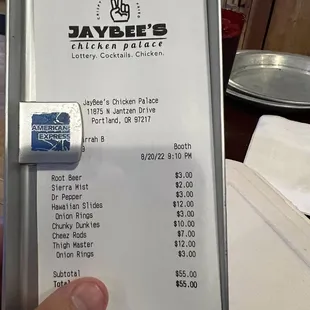 JAYBEE'S
chicken palace
Lottery. Cocktails. Chicken.
JayBee's Chicken Palace
11875 N Jantzen Drive
Portland, OR 97217
AMERICAN
EXPRESS
arrah B
3 Booth
8/20/22 9:10 PM
Root Beer $3.00
Sierra Mist $2.00
Dr Pepper $3.00
Hawaiian Slides $12.00
Onion Rings $3.00
Chunky Dunkies $10.00
Cheez Rods $7.00
Thigh Master $12.00
Onion Rings $3.00
Subtotal $55.00
Total $55.00